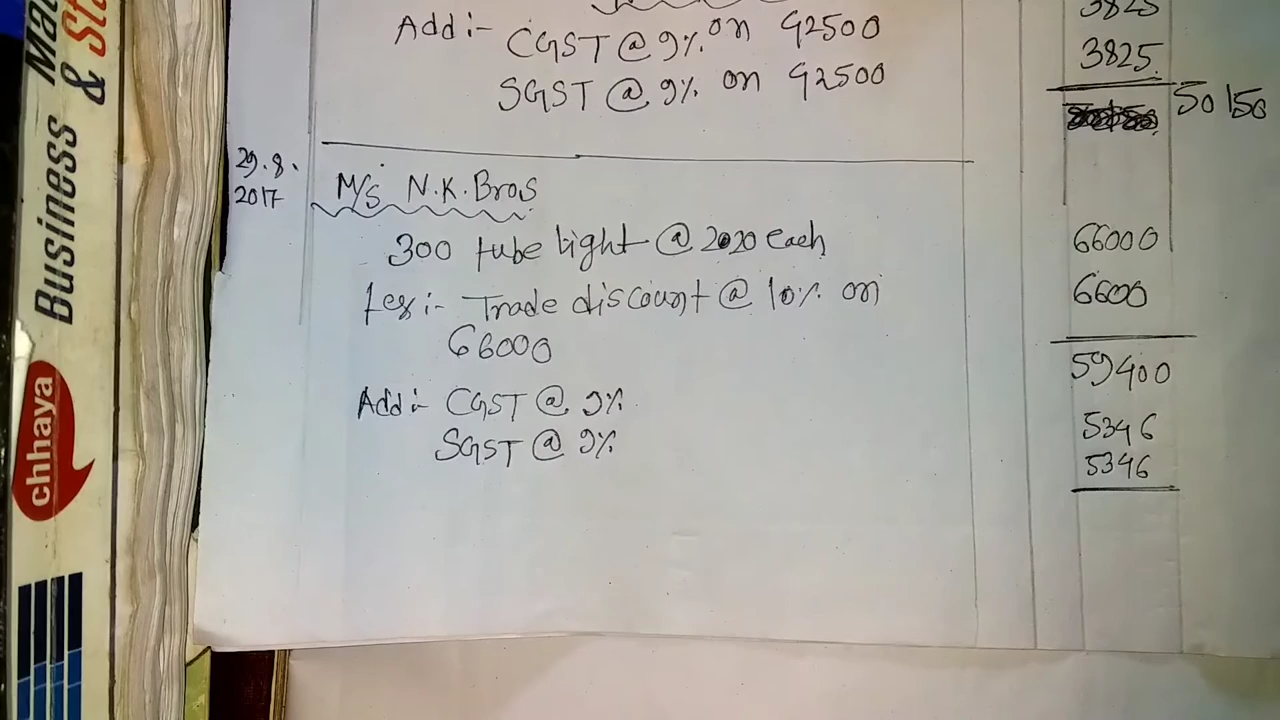 Add :- CGST @ 9% on 42500
3825
SGST @ 9% on 42500
3825
50150
29.8.
2017
M/s N.K.Bros
300 tube light @ 2020 each
66000
Less :- Trade discount @ 10% on
66000
6600
59400
Add :- CGST @ 9%
5346
SGST @ 9%
5346
Business
&
chhaya